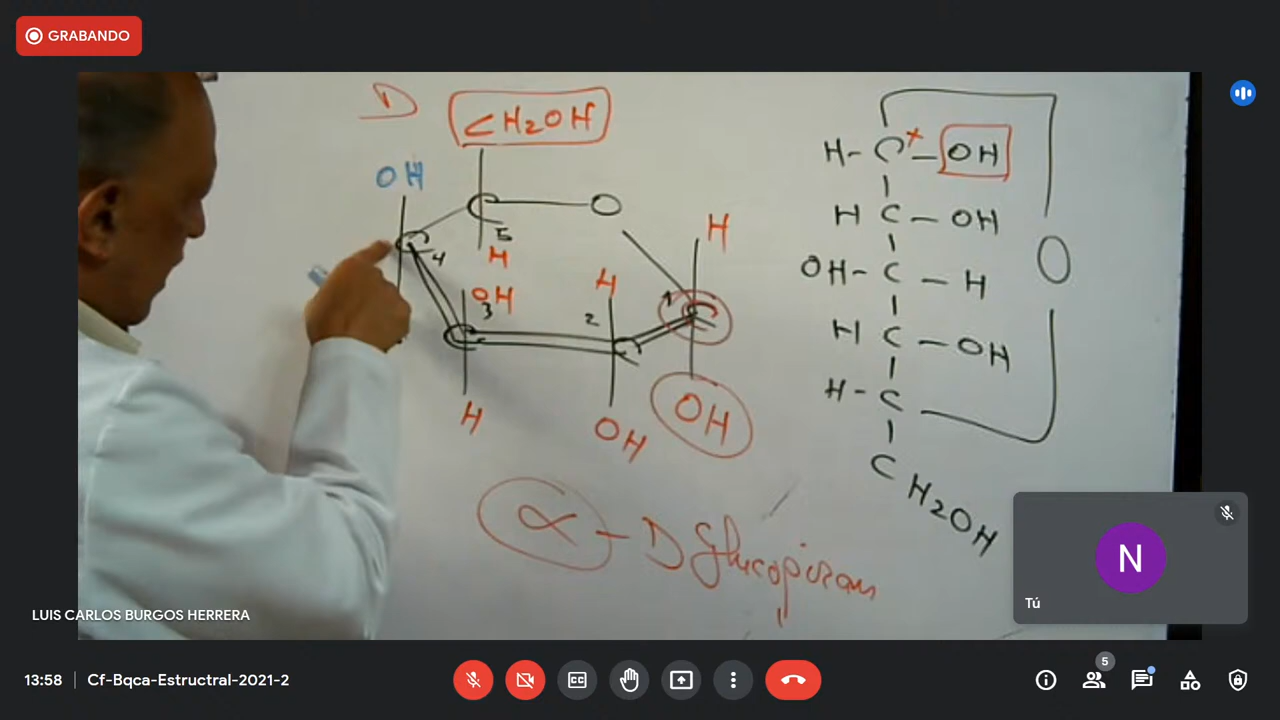 GRABANDO
D
CH2OH
OH
C
O
H
C
5
C
4
H
OH
3
H
1
C
2
C
C
H
OH
OH
α - D Glucopiran
H- C* - OH
H C - OH
OH- C - H
O
H C - OH
H - C
CH2OH
N
Tú
LUIS CARLOS BURGOS HERRERA
13:58 Cf-Bqca-Estructral-2021-2
5